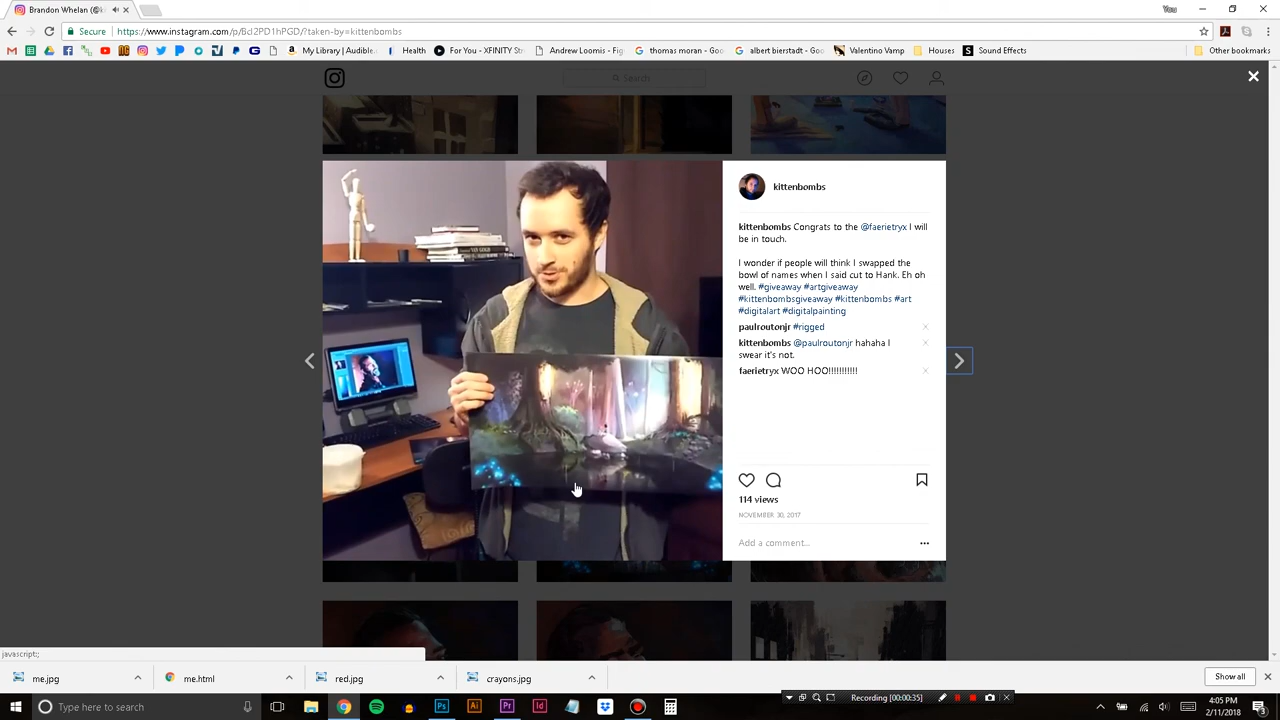 Brandon Whelan (@k
You
Secure
https://www.instagram.com/p/BcI2PD1hPGD/?taken-by=kittenbombs
My Library | Audible.
Health
For You - XFINITY Str
Andrew Loomis - Fig
thomas moran - Goo
albert bierstadt - Goo
Valentino Vamp
Houses
Sound Effects
Other bookmarks
Search
kittenbombs
kittenbombs Congrats to the @faerietryx I will
be in touch.
I wonder if people will think I swapped the
bowl of names when I said cut to Hank. Eh oh
well. #giveaway #artgiveaway
#kittenbombsgiveaway #kittenbombs #art
#digitalart #digitalpainting
paulroutonjr #rigged
kittenbombs @paulroutonjr hahaha I
swear it's not.
faerietryx WOO HOO!!!!!!!!!!!
114 views
NOVEMBER 30, 2017
Add a comment...
javascript:;
me.jpg
me.html
red.jpg
crayons.jpg
Show all
Type here to search
Recording [00:00:35]
4:05 PM
2/11/2018